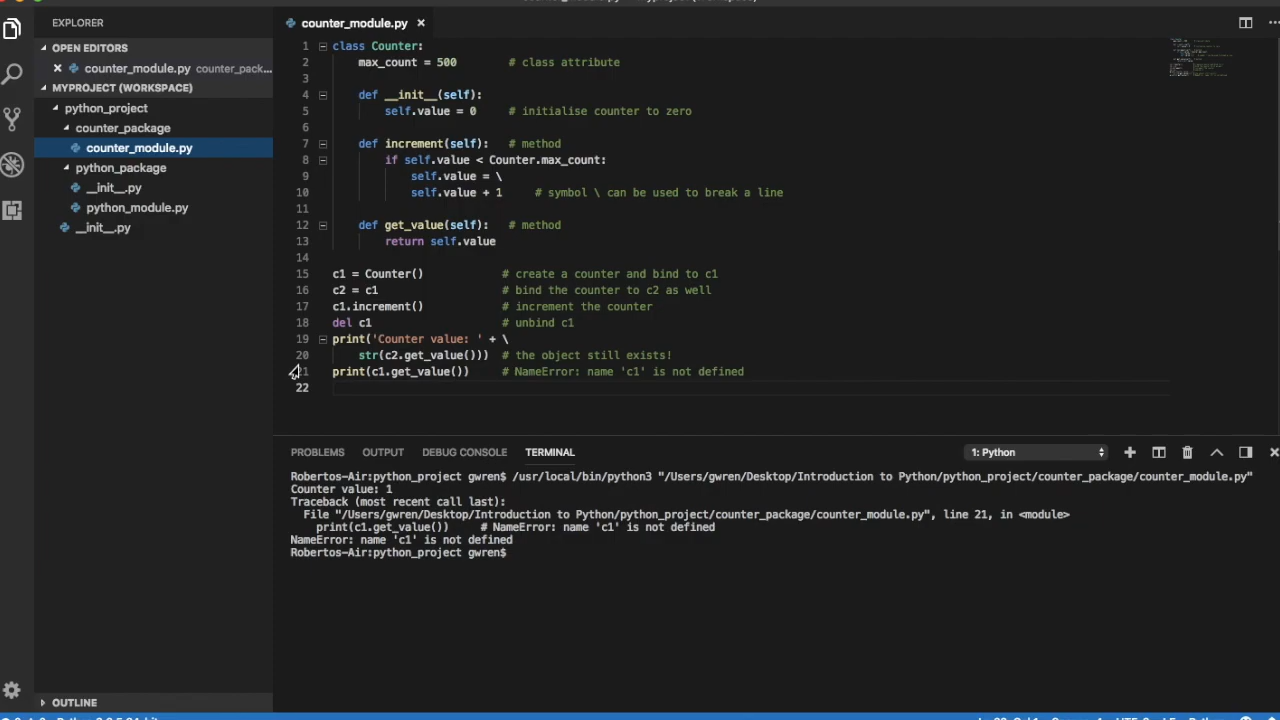 EXPLORER
OPEN EDITORS
counter_module.py counter_pack...
MYPROJECT (WORKSPACE)
python_project
counter_package
counter_module.py
python_package
__init__.py
python_module.py
__init__.py
OUTLINE
counter_module.py
1 class Counter:
2 max_count = 500 # class attribute
3
4 def __init__(self):
5 self.value = 0 # initialise counter to zero
6
7 def increment(self): # method
8 if self.value < Counter.max_count:
9 self.value = \
10 self.value + 1 # symbol \ can be used to break a line
11
12 def get_value(self): # method
13 return self.value
14
15 c1 = Counter() # create a counter and bind to c1
16 c2 = c1 # bind the counter to c2 as well
17 c1.increment() # increment the counter
18 del c1 # unbind c1
19 print('Counter value: ' + \
20 str(c2.get_value())) # the object still exists!
21 print(c1.get_value()) # NameError: name 'c1' is not defined
22
PROBLEMS OUTPUT DEBUG CONSOLE TERMINAL 1: Python
Robertos-Air:python_project gwren$ /usr/local/bin/python3 "/Users/gwren/Desktop/Introduction to Python/python_project/counter_package/counter_module.py"
Counter value: 1
Traceback (most recent call last):
File "/Users/gwren/Desktop/Introduction to Python/python_project/counter_package/counter_module.py", line 21, in <module>
print(c1.get_value()) # NameError: name 'c1' is not defined
NameError: name 'c1' is not defined
Robertos-Air:python_project gwren$